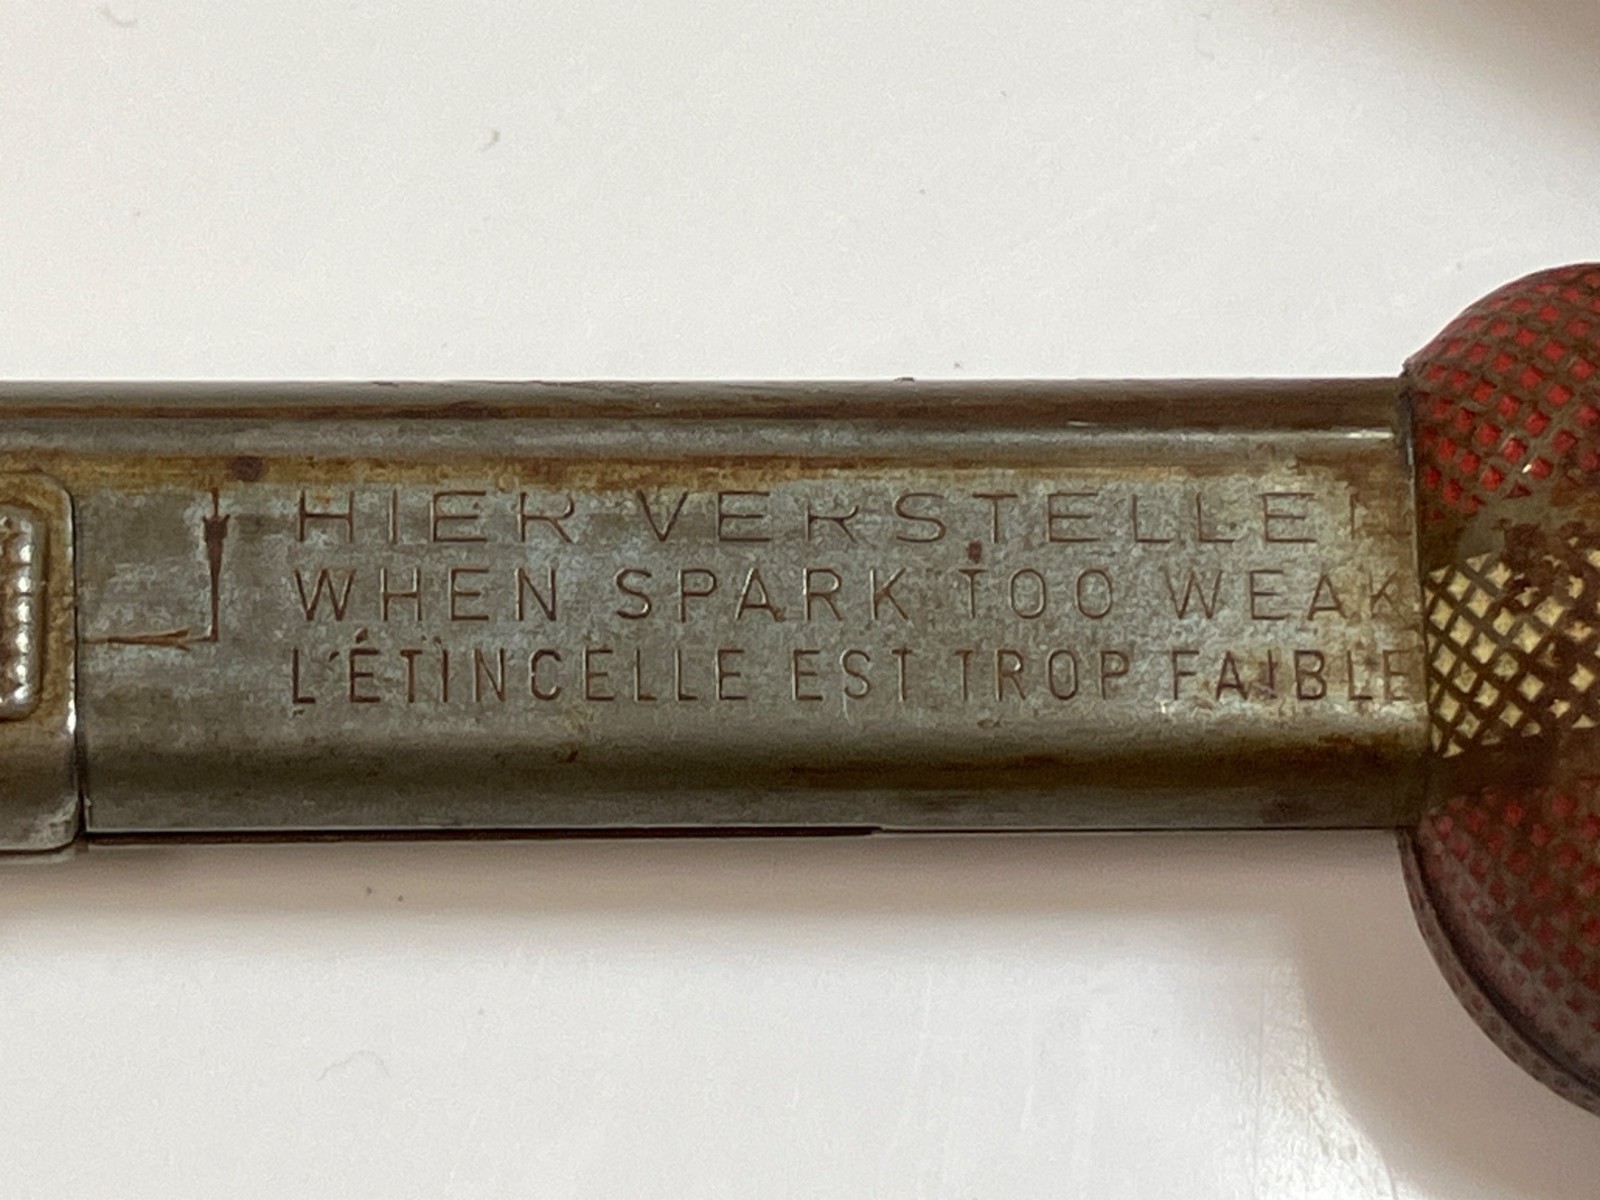 HIER VERSTELLEN
WHEN SPARK TOO WEAK
L'ÉTINCELLE EST TROP FAIBLE